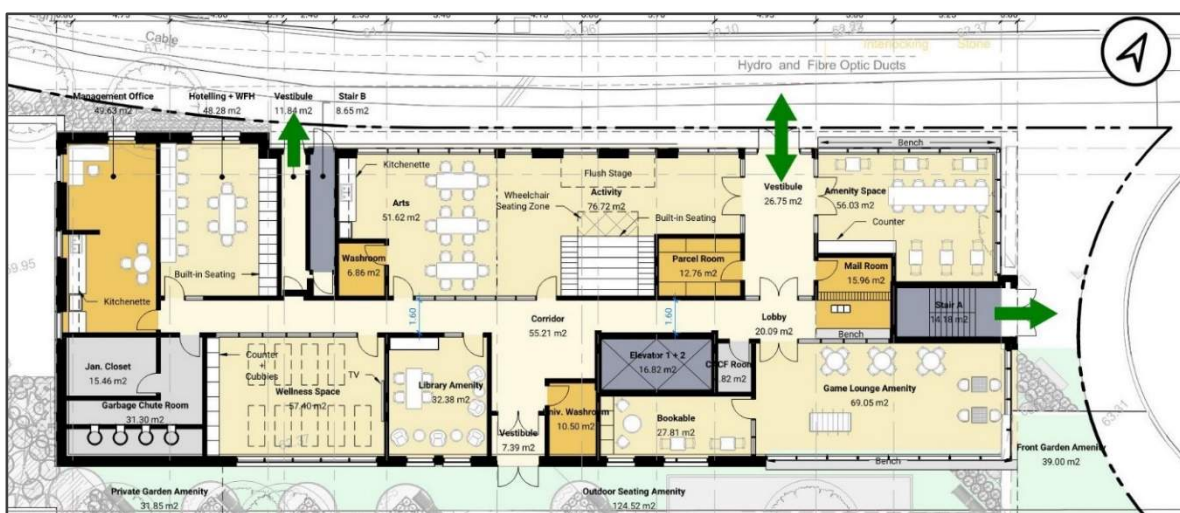 Cable
Interlocking Stone
Hydro and Fibre Optic Ducts
Management Office
49.63 m2
Hotelling + WFH
48.28 m2
Vestibule
11.84 m2
Stair B
8.65 m2
Bench
Kitchenette
Flush Stage
Arts
51.62 m2
Wheelchair
Seating Zone
Activity
76.72 m2
Built-in Seating
Vestibule
26.75 m2
Amenity Space
56.03 m2
Counter
Built-in Seating
Washroom
6.86 m2
Parcel Room
12.76 m2
Mail Room
15.96 m2
Kitchenette
Stair A
14.18 m2
1.60
Corridor
55.21 m2
1.60
Lobby
20.09 m2
Bench
Jan. Closet
15.46 m2
Counter
+
Cubbies
TV
Wellness Space
57.40 m2
Library Amenity
32.38 m2
Elevator 1 + 2
16.82 m2
Room
Game Lounge Amenity
69.05 m2
Garbage Chute Room
31.30 m2
Vestibule
7.39 m2
Univ. Washroom
10.50 m2
Bookable
27.81 m2
Bench
Front Garden Amenity
39.00 m2
Private Garden Amenity
31.85 m2
Outdoor Seating Amenity
124.52 m2